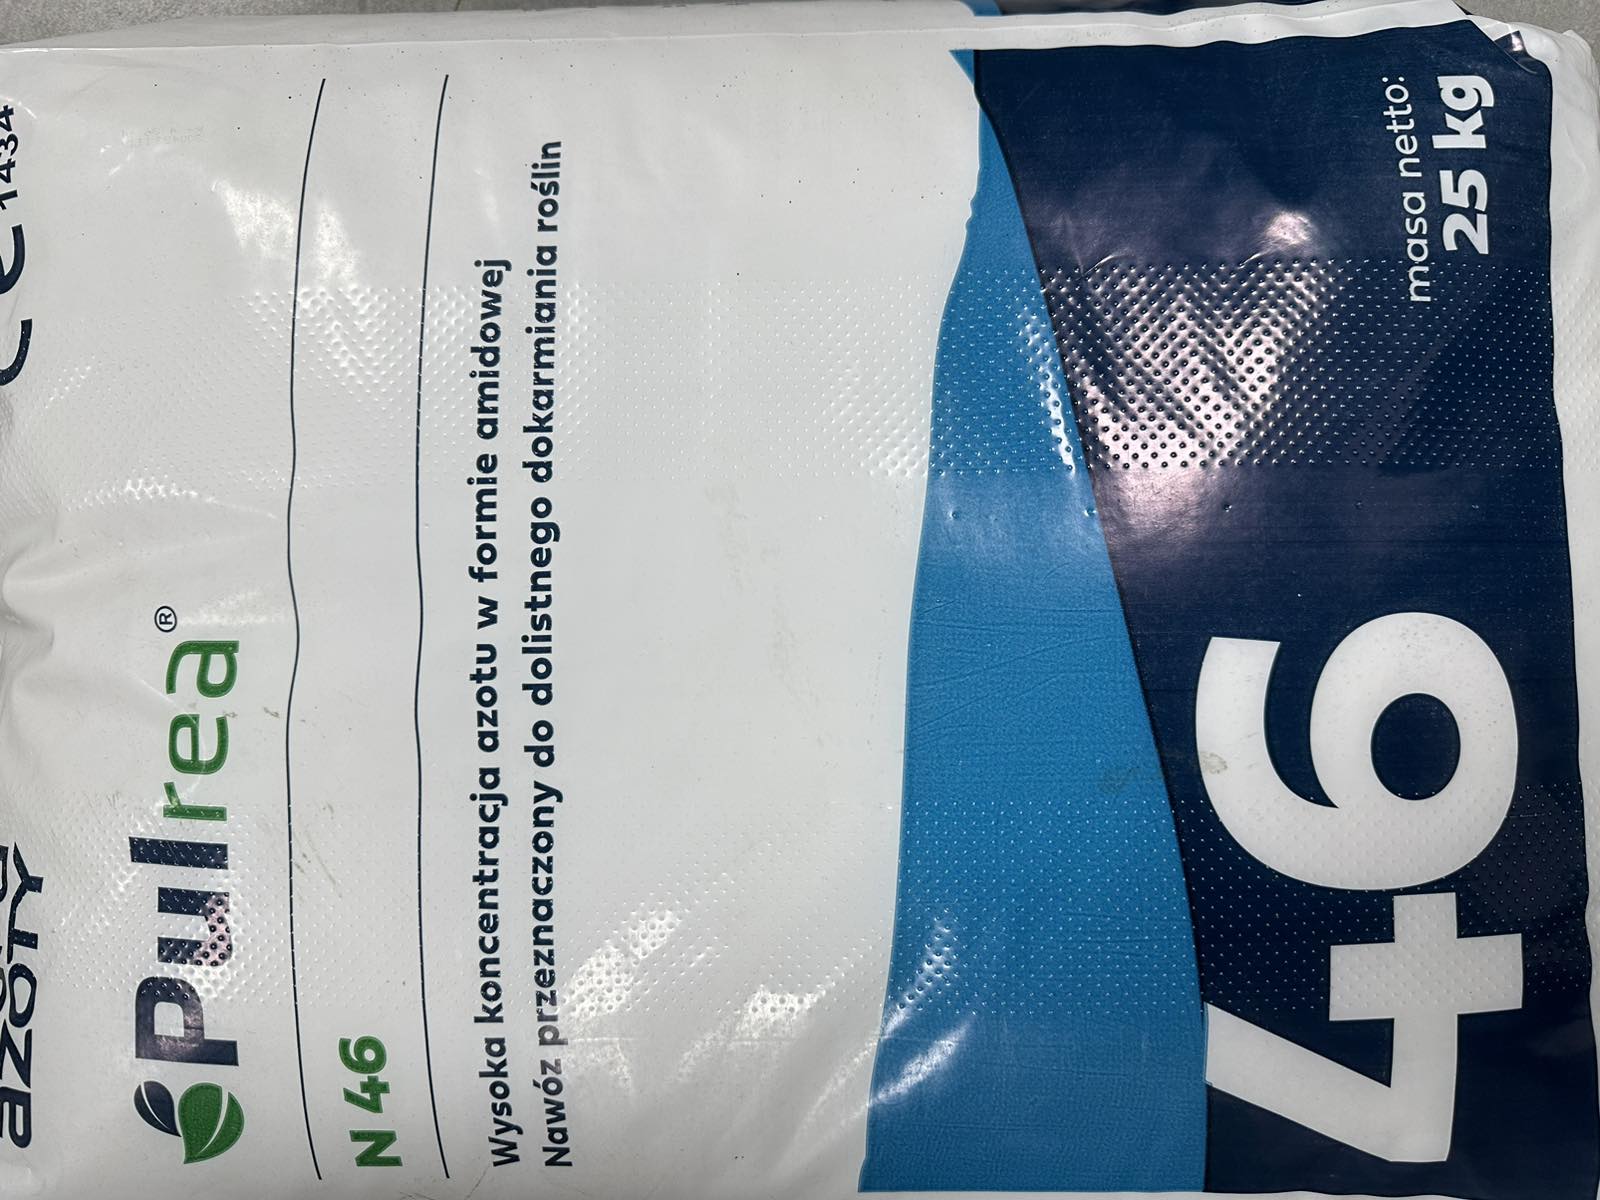 azoty
CE 1434
Pulrea®
N 46
Wysoka koncentracja azotu w formie amidowej
Nawóz przeznaczony do dolistnego dokarmiania roślin
46
masa netto:
25 kg